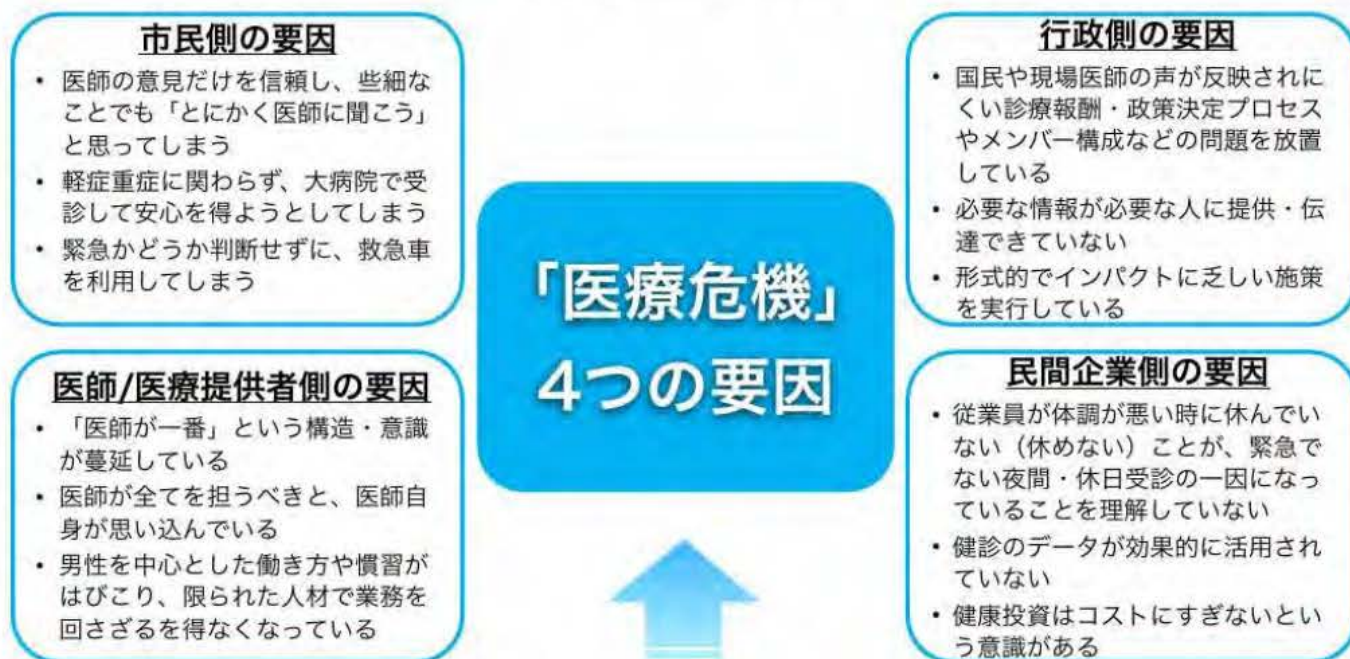 市民側の要因
• 医師の意見だけを信頼し、些細な
ことでも「とにかく医師に聞こう」
と思ってしまう
• 軽症重症に関わらず、大病院で受
診して安心を得ようとしてしまう
• 緊急かどうか判断せずに、救急車
を利用してしまう
行政側の要因
• 国民や現場医師の声が反映されに
くい診療報酬・政策決定プロセス
やメンバー構成などの問題を放置
している
• 必要な情報が必要な人に提供・伝
達できていない
• 形式的でインパクトに乏しい施策
を実行している
「医療危機」
4つの要因
医師/医療提供者側の要因
• 「医師が一番」という構造・意識
が蔓延している
• 医師が全てを担うべきと、医師自
身が思い込んでいる
• 男性を中心とした働き方や慣習が
はびこり、限られた人材で業務を
回さざるを得なくなっている
民間企業側の要因
• 従業員が体調が悪い時に休んでい
ない（休めない）ことが、緊急で
ない夜間・休日受診の一因になっ
ていることを理解していない
• 健診のデータが効果的に活用され
ていない
• 健康投資はコストにすぎないとい
う意識がある